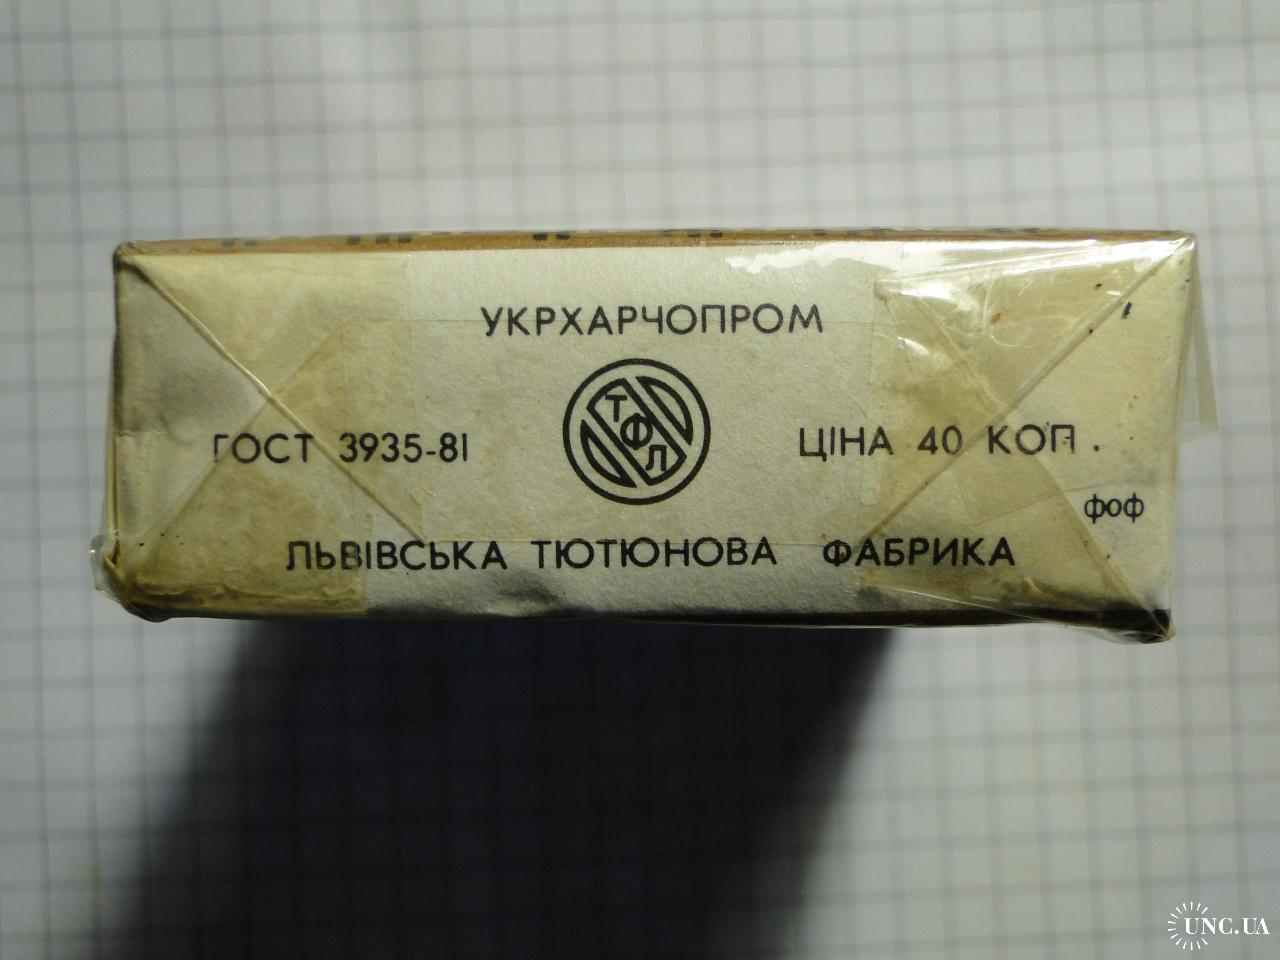 УКРХАРЧОПРОМ
ТФЛ
ГОСТ 3935-81
ЦІНА 40 КОП.
фоф
ЛЬВІВСЬКА ТЮТЮНОВА ФАБРИКА
UNC.UA